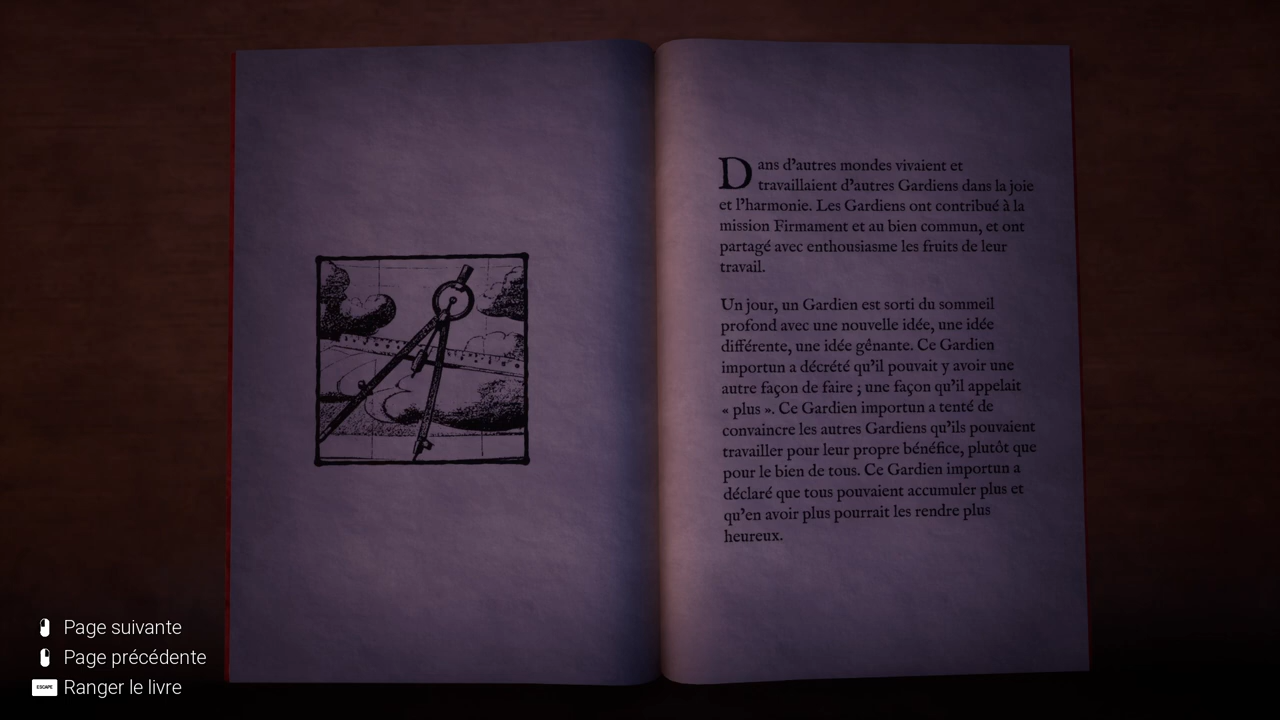 Dans d'autres mondes vivaient et
travaillaient d'autres Gardiens dans la joie
et l'harmonie. Les Gardiens ont contribué à la
mission Firmament et au bien commun, et ont
partagé avec enthousiasme les fruits de leur
travail.
Un jour, un Gardien est sorti du sommeil
profond avec une nouvelle idée, une idée
différente, une idée gênante. Ce Gardien
importun a décrété qu'il pouvait y avoir une
autre façon de faire ; une façon qu'il appelait
« plus ». Ce Gardien importun a tenté de
convaincre les autres Gardiens qu'ils pouvaient
travailler pour leur propre bénéfice, plutôt que
pour le bien de tous. Ce Gardien importun a
déclaré que tous pouvaient accumuler plus et
qu'en avoir plus pourrait les rendre plus
heureux.
Page suivante
Page précédente
ESCAPE Ranger le livre